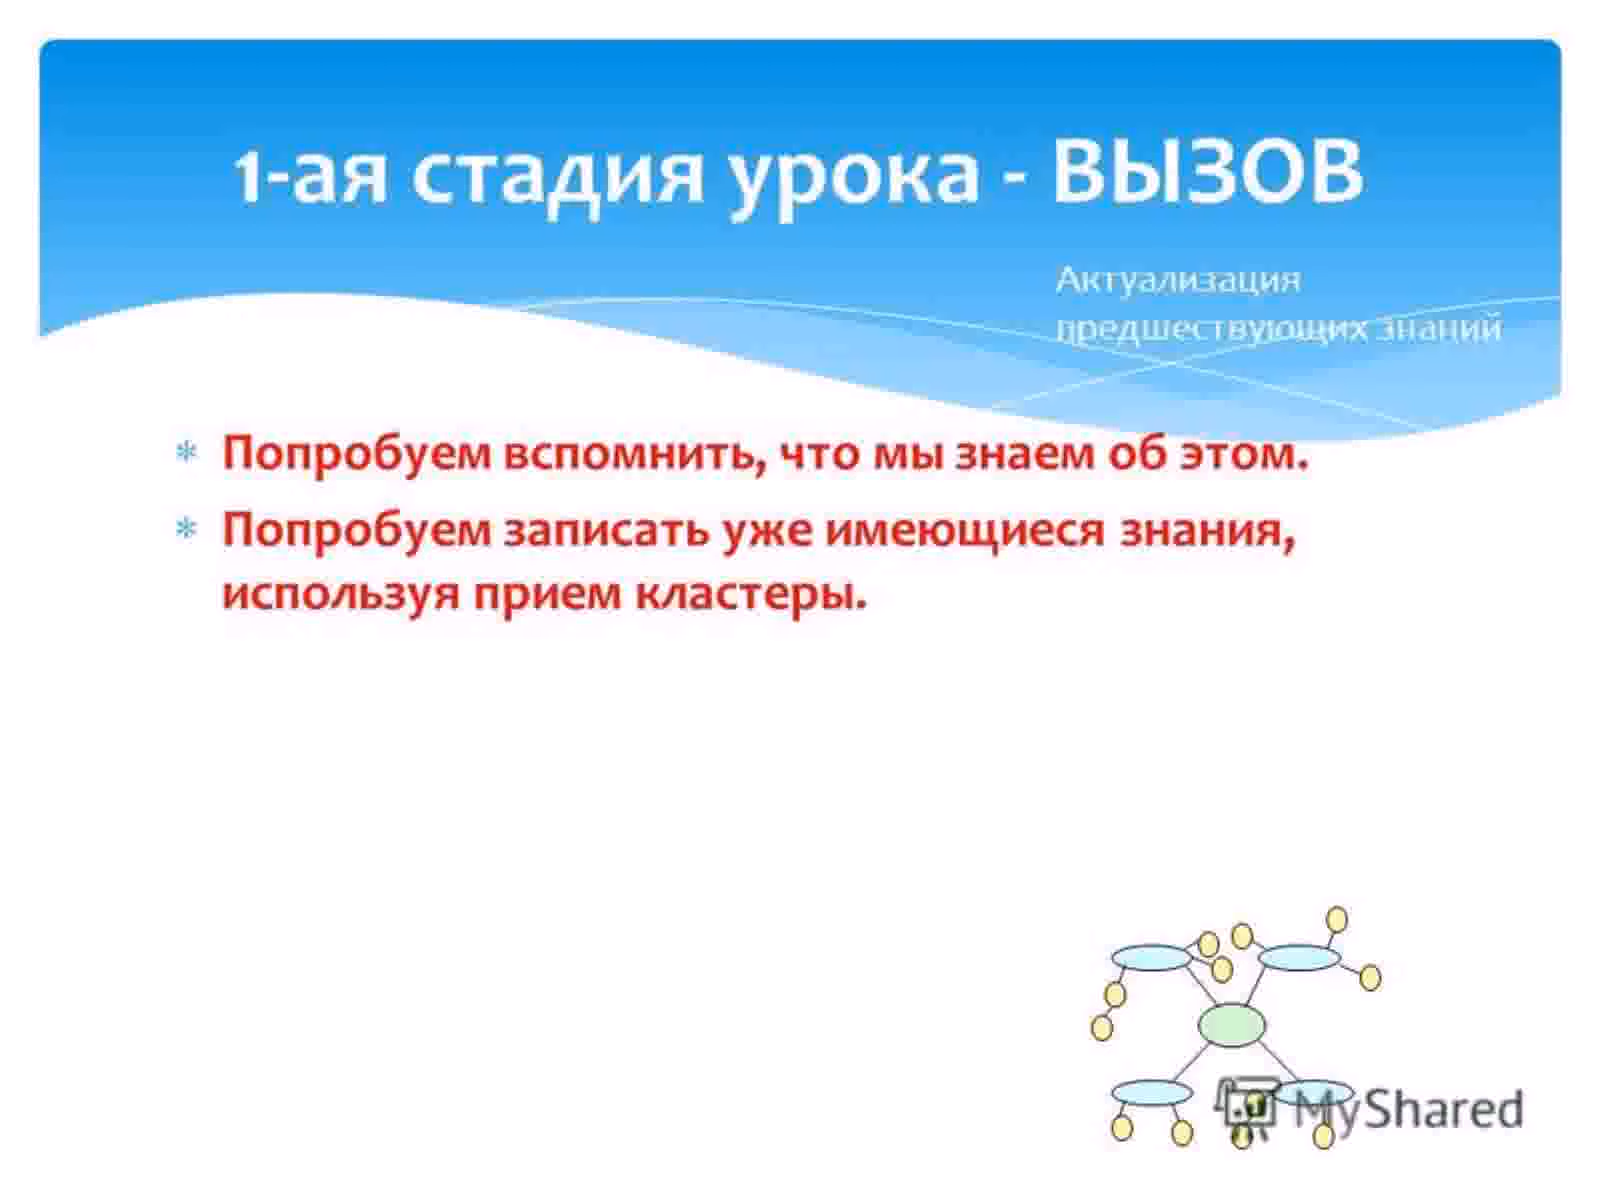 1-ая стадия урока - ВЫЗОВ
Актуализация
предшествующих знаний
Попробуем вспомнить, что мы знаем об этом.
Попробуем записать уже имеющиеся знания,
используя прием кластеры.
MyShared